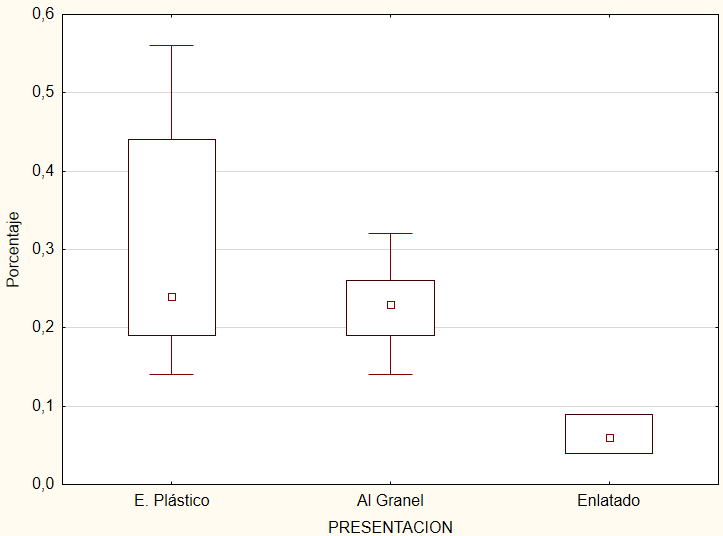 0,6
0,5
0,4
0,3
0,2
0,1
0,0
Porcentaje
E. Plástico
Al Granel
Enlatado
PRESENTACION